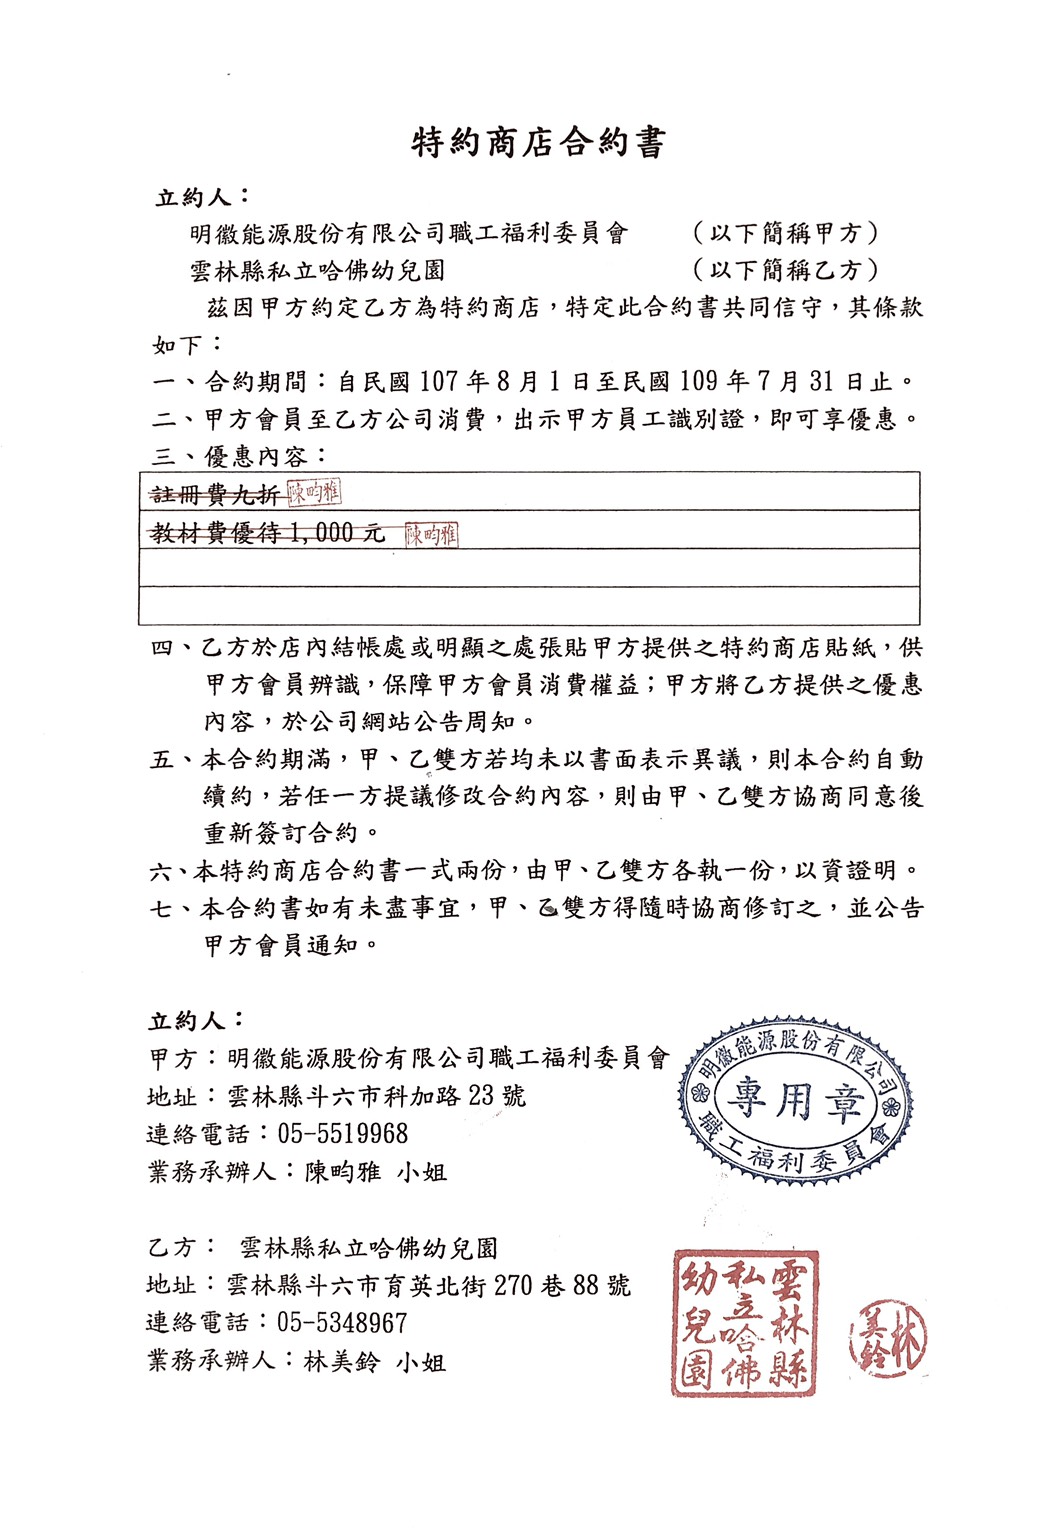 特約商店合約書
立約人：
明徽能源股份有限公司職工福利委員會　（以下簡稱甲方）
雲林縣私立哈佛幼兒園　（以下簡稱乙方）
茲因甲方約定乙方為特約商店，特定此合約書共同信守，其條款
如下：
一、合約期間：自民國 107 年 8 月 1 日至民國 109 年 7 月 31 日止。
二、甲方會員至乙方公司消費，出示甲方員工識別證，即可享優惠。
三、優惠內容：
註冊費九折 陳畇雅
教材費優待 1,000 元 陳畇雅
四、乙方於店內結帳處或明顯之處張貼甲方提供之特約商店貼紙，供
甲方會員辨識，保障甲方會員消費權益；甲方將乙方提供之優惠
內容，於公司網站公告周知。
五、本合約期滿，甲、乙雙方若均未以書面表示異議，則本合約自動
續約，若任一方提議修改合約內容，則由甲、乙雙方協商同意後
重新簽訂合約。
六、本特約商店合約書一式兩份，由甲、乙雙方各執一份，以資證明。
七、本合約書如有未盡事宜，甲、乙雙方得隨時協商修訂之，並公告
甲方會員通知。
立約人：
甲方：明徽能源股份有限公司職工福利委員會
地址：雲林縣斗六市科加路 23 號
連絡電話：05-5519968
業務承辦人：陳畇雅 小姐
明徽能源股份有限公司
專用章
職工福利委員會
乙方： 雲林縣私立哈佛幼兒園
地址：雲林縣斗六市育英北街 270 巷 88 號
連絡電話：05-5348967
業務承辦人：林美鈴 小姐
雲林縣
私立哈佛
幼兒園
林
美鈴